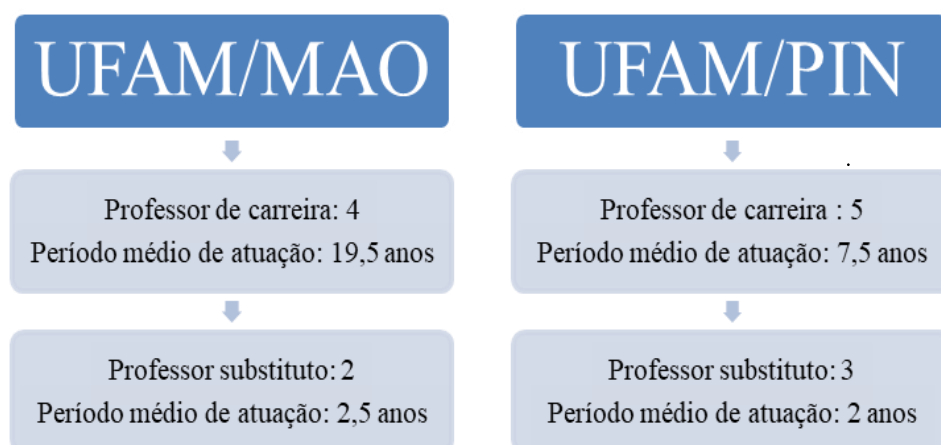 UFAM/MAO
Professor de carreira: 4
Período médio de atuação: 19,5 anos
Professor substituto: 2
Período médio de atuação: 2,5 anos
UFAM/PIN
Professor de carreira : 5
Período médio de atuação: 7,5 anos
Professor substituto: 3
Período médio de atuação: 2 anos